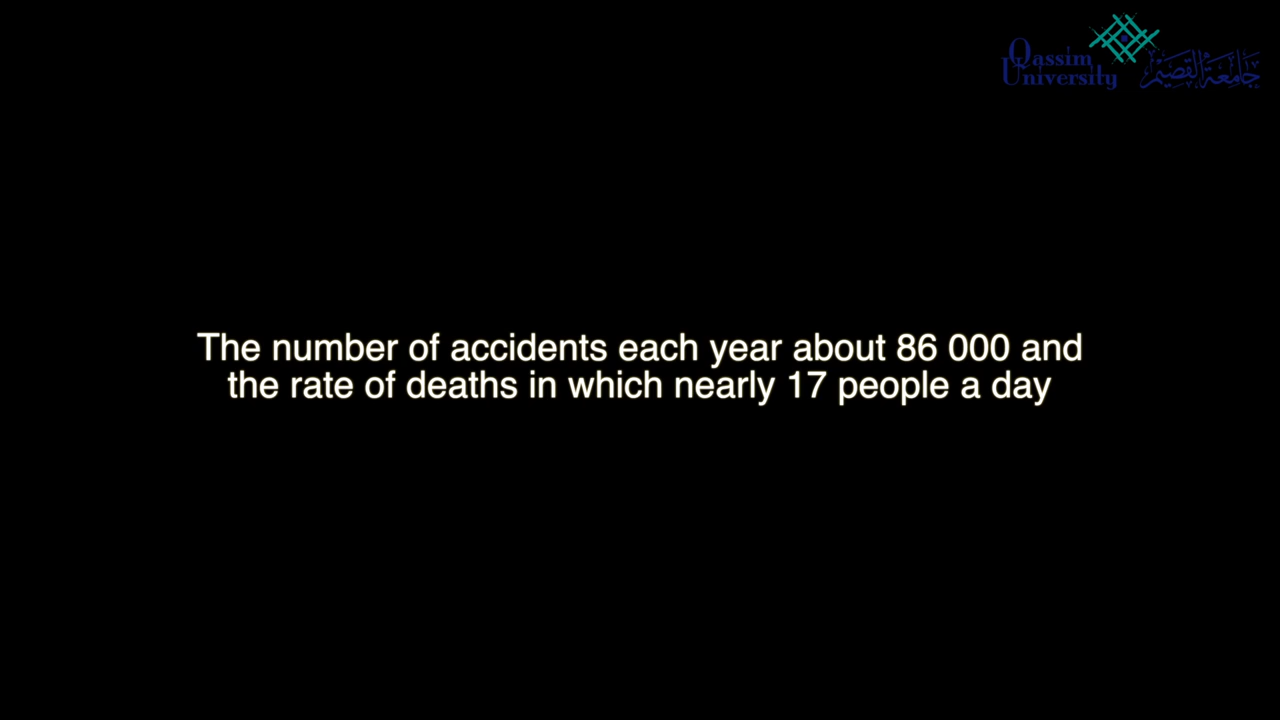 Qassim
University
جامعة القصيم
The number of accidents each year about 86 000 and
the rate of deaths in which nearly 17 people a day